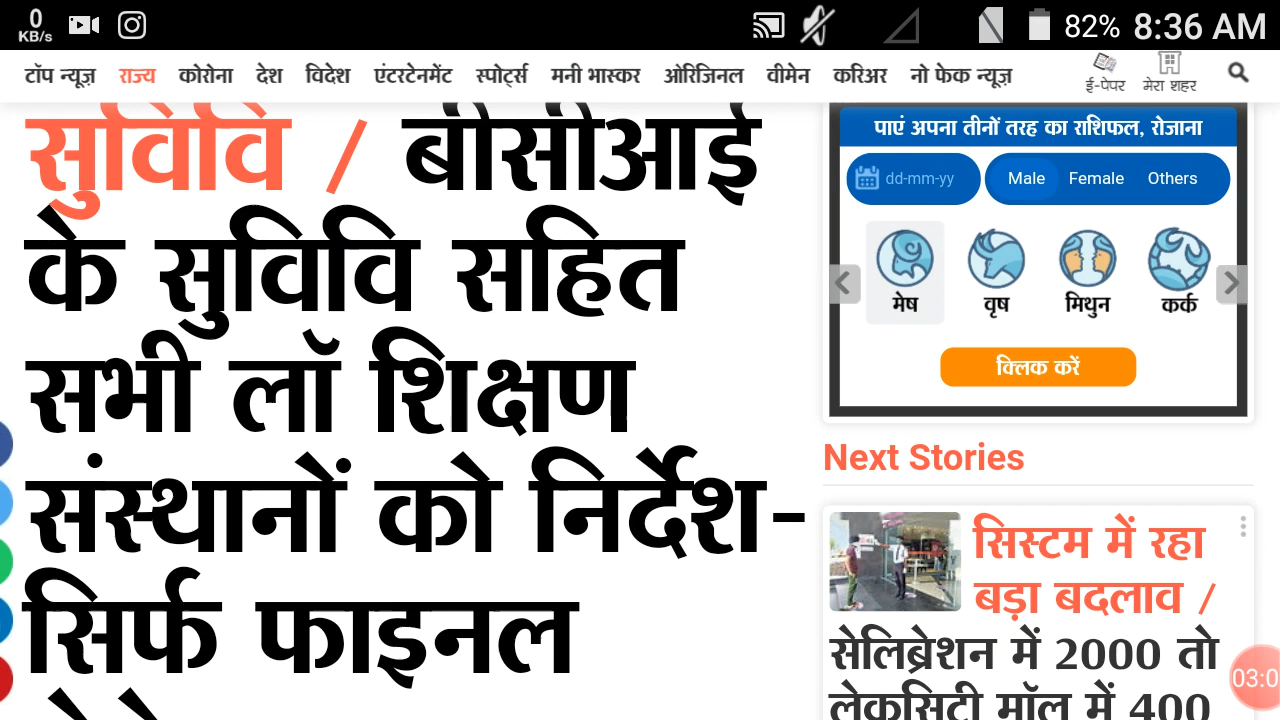 0
KB/s
82% 8:36 AM
टॉप न्यूज़ राज्य कोरोना देश विदेश एंटरटेनमेंट स्पोर्ट्स मनी भास्कर ओरिजिनल वीमेन करिअर नो फेक न्यूज़ ई-पेपर मेरा शहर
सुविवि / बीसीआई
के सुविवि सहित
सभी लॉ शिक्षण
संस्थानों को निर्देश-
सिर्फ फाइनल
पाएं अपना तीनों तरह का राशिफल, रोजाना
dd-mm-yy Male Female Others
मेष वृष मिथुन कर्क
क्लिक करें
Next Stories
सिस्टम में रहा
बड़ा बदलाव /
सेलिब्रेशन में 2000 तो
लेकसिटी मॉल में 400
03:0